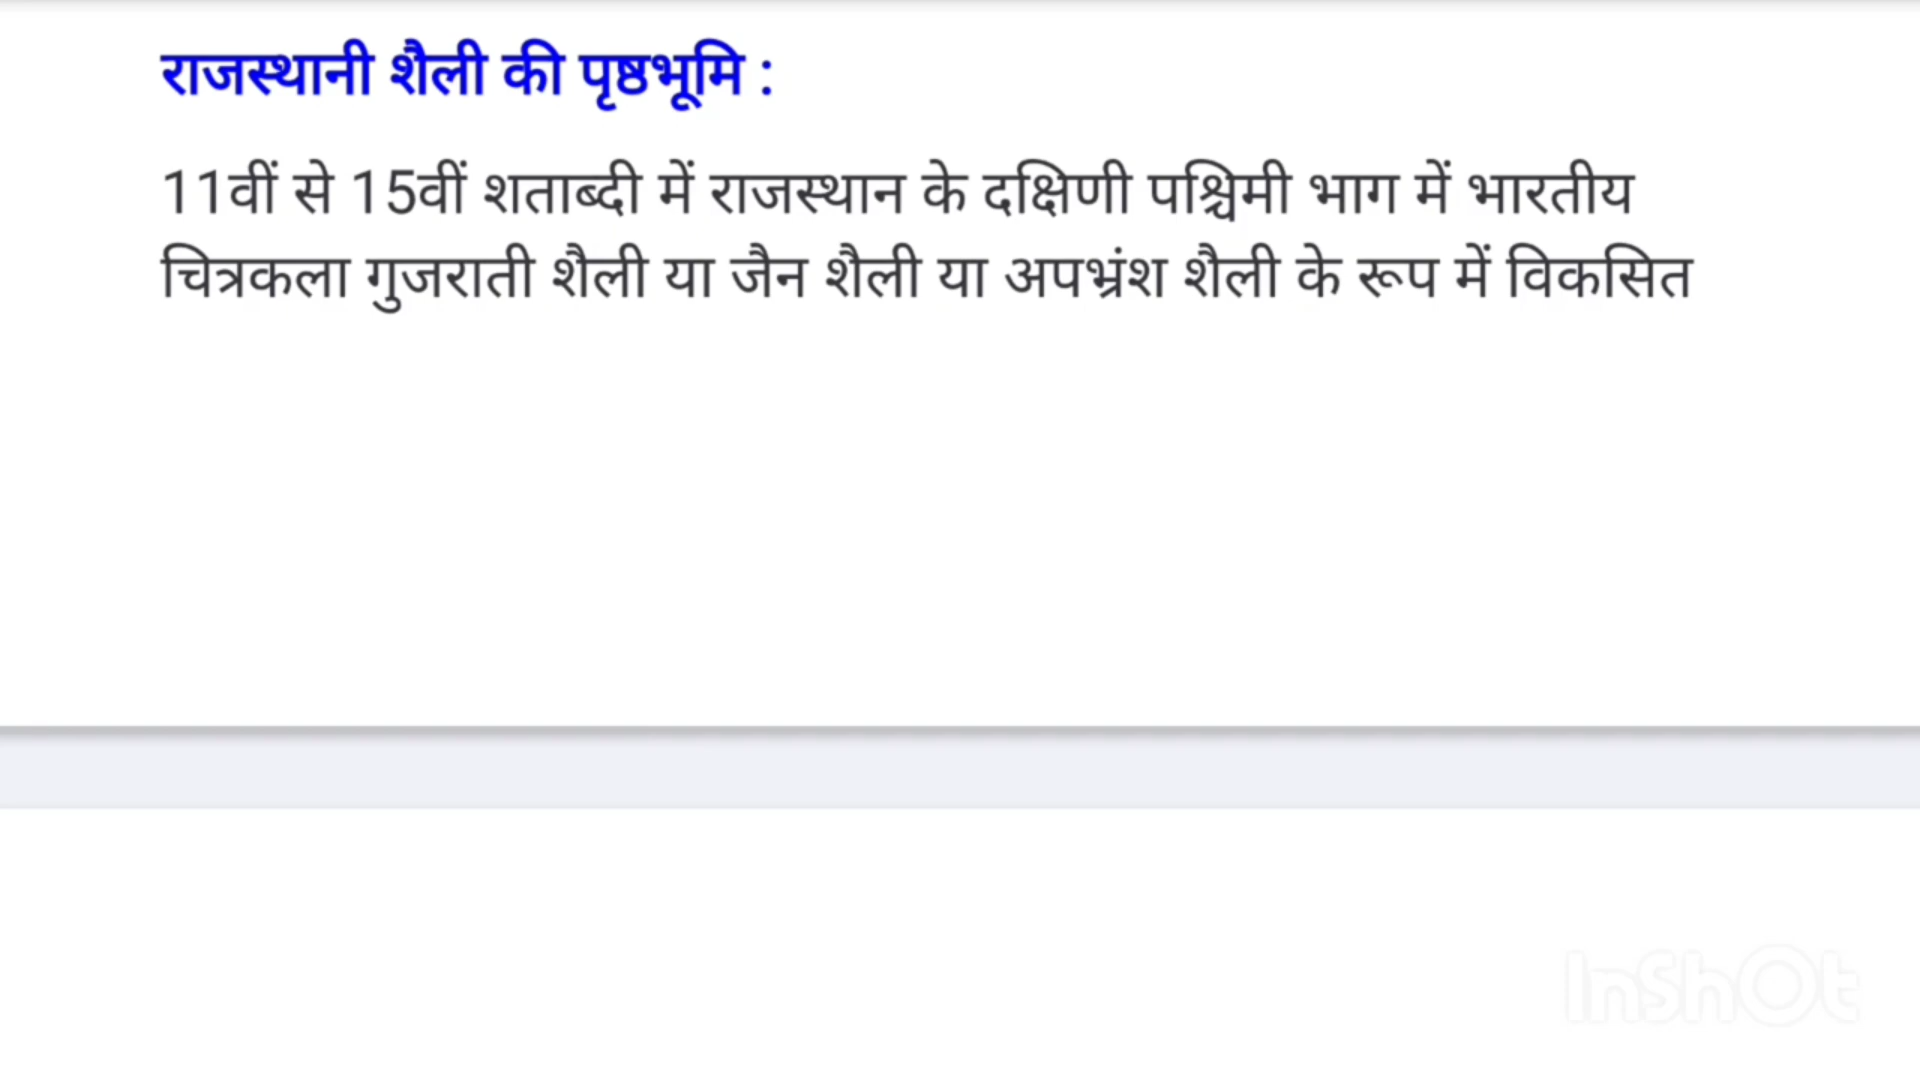 राजस्थानी शैली की पृष्ठभूमि :
11वीं से 15वीं शताब्दी में राजस्थान के दक्षिणी पश्चिमी भाग में भारतीय
चित्रकला गुजराती शैली या जैन शैली या अपभ्रंश शैली के रूप में विकसित
InShOt